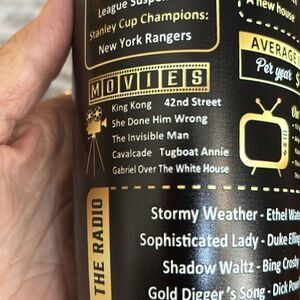 League Suspen
Stanley Cup Champions:
New York Rangers
A new house
AVERAGE
Per year $
MOVIES
King Kong 42nd Street
She Done Him Wrong
The Invisible Man
Cavalcade Tugboat Annie
Gabriel Over The White House
THE RADIO
Stormy Weather - Ethel Wate
Sophisticated Lady - Duke Elling
Shadow Waltz - Bing Crosby
Gold Digger's Song - Dick Powe